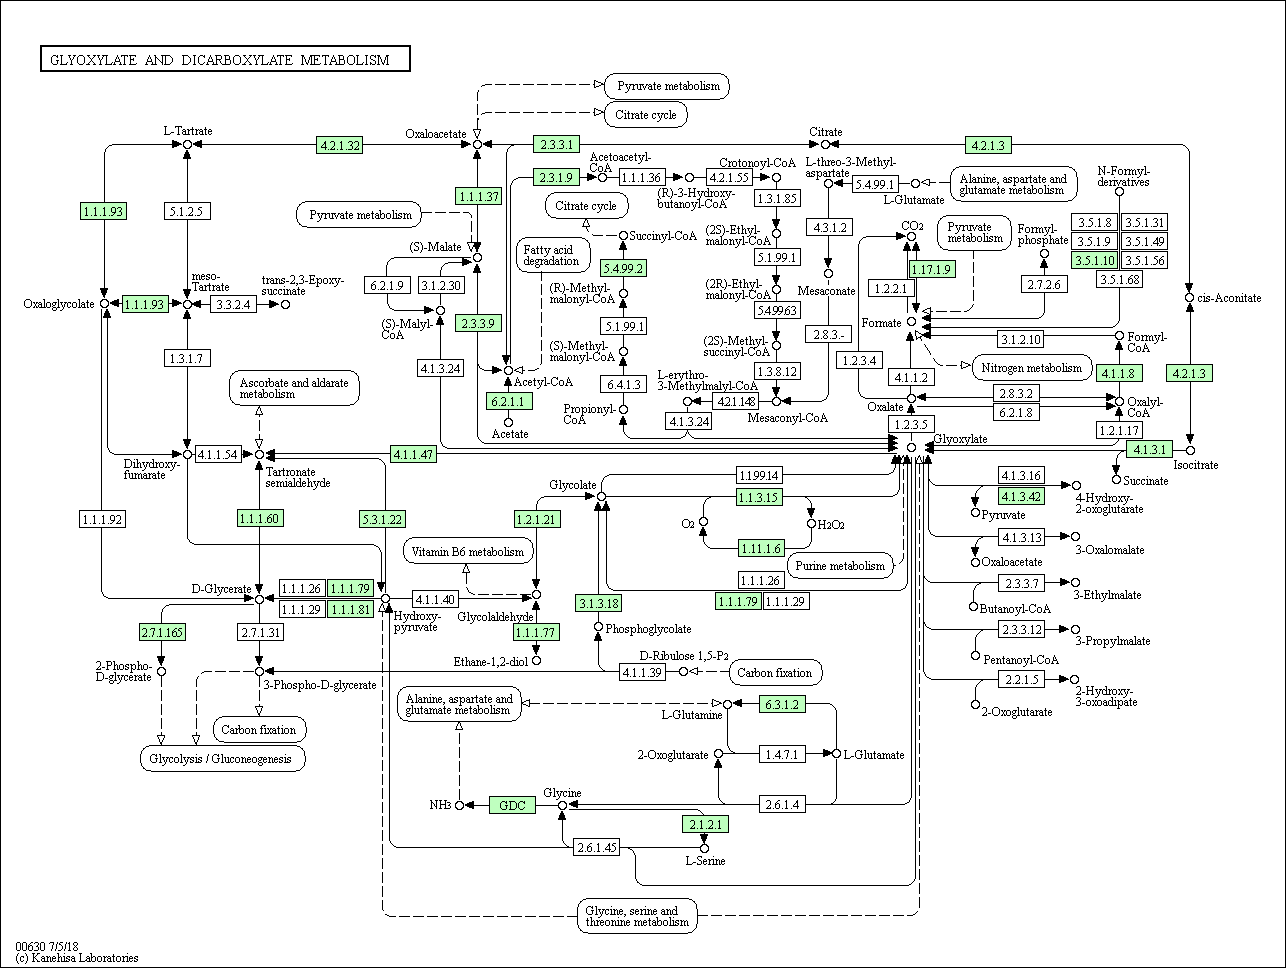 GLYOXYLATE AND DICARBOXYLATE METABOLISM
Pyruvate metabolism
Citrate cycle
L-Tartrate
Oxaloacetate
Citrate
4.2.1.32
2.3.3.1
4.2.1.3
Acetoacetyl-
CoA
Crotonoyl-CoA
L-threo-3-Methyl-
aspartate
N-Formyl-
derivatives
2.3.1.9
1.1.1.36
4.2.1.55
5.4.99.1
Alanine, aspartate and
glutamate metabolism
(R)-3-Hydroxy-
butanoyl-CoA
L-Glutamate
1.1.1.37
1.3.1.85
1.1.1.93
5.1.2.5
Pyruvate metabolism
Citrate cycle
4.3.1.2
CO2
Pyruvate
metabolism
Formyl-
phosphate
3.5.1.8
3.5.1.31
3.5.1.9
3.5.1.49
3.5.1.10
3.5.1.56
3.5.1.68
(S)-Malate
Fatty acid
degradation
Succinyl-CoA
(2S)-Ethyl-
malonyl-CoA
5.4.99.2
5.1.99.1
1.17.1.9
meso-
Tartrate
trans-2,3-Epoxy-
succinate
6.2.1.9
3.1.2.30
(R)-Methyl-
malonyl-CoA
(2R)-Ethyl-
malonyl-CoA
Mesaconate
1.2.2.1
2.7.2.6
cis-Aconitate
Oxaloglycolate
1.1.1.93
3.3.2.4
(S)-Malyl-
CoA
2.3.3.9
5.1.99.1
5.4.99.63
Formate
2.8.3.-
3.1.2.10
Formyl-
CoA
1.3.1.7
(S)-Methyl-
malonyl-CoA
(2S)-Methyl-
succinyl-CoA
1.2.3.4
4.1.3.24
Acetyl-CoA
6.4.1.3
1.3.8.12
4.1.1.2
Nitrogen metabolism
4.1.1.8
4.2.1.3
Ascorbate and aldarate
metabolism
L-erythro-
3-Methylmalyl-CoA
6.2.1.1
4.2.1.148
Oxalate
2.8.3.2
6.2.1.8
Oxalyl-
CoA
Propionyl-
CoA
4.1.3.24
Mesaconyl-CoA
1.2.3.5
1.2.1.17
Acetate
Glyoxylate
4.1.3.1
Dihydroxy-
fumarate
4.1.1.54
4.1.1.47
Tartronate
semialdehyde
Isocitrate
Succinate
1.1.99.14
4.1.3.16
4.1.3.42
4-Hydroxy-
2-oxoglutarate
Glycolate
1.1.3.15
Pyruvate
1.1.1.92
1.1.1.60
5.3.1.22
1.2.1.21
O2
H2O2
4.1.3.13
3-Oxalomalate
Vitamin B6 metabolism
1.11.1.6
Purine metabolism
Oxaloacetate
D-Glycerate
1.1.1.26
1.1.1.79
1.1.1.29
1.1.1.81
4.1.1.40
1.1.1.26
1.1.1.79
1.1.1.29
2.3.3.7
3-Ethylmalate
Butanoyl-CoA
Hydroxy-
pyruvate
Glycolaldehyde
3.1.3.18
2.7.1.165
2.7.1.31
1.1.1.77
Phosphoglycolate
2.3.3.12
3-Propylmalate
2-Phospho-
D-glycerate
Ethane-1,2-diol
D-Ribulose 1,5-P2
4.1.1.39
Carbon fixation
Pentanoyl-CoA
2.2.1.5
2-Hydroxy-
3-oxoadipate
3-Phospho-D-glycerate
Alanine, aspartate and
glutamate metabolism
6.3.1.2
L-Glutamine
2-Oxoglutarate
Carbon fixation
Glycolysis / Gluconeogenesis
2-Oxoglutarate
1.4.7.1
L-Glutamate
NH3
GDC
Glycine
2.6.1.4
2.1.2.1
2.6.1.45
L-Serine
Glycine, serine and
threonine metabolism
00630 7/5/18
(c) Kanehisa Laboratories